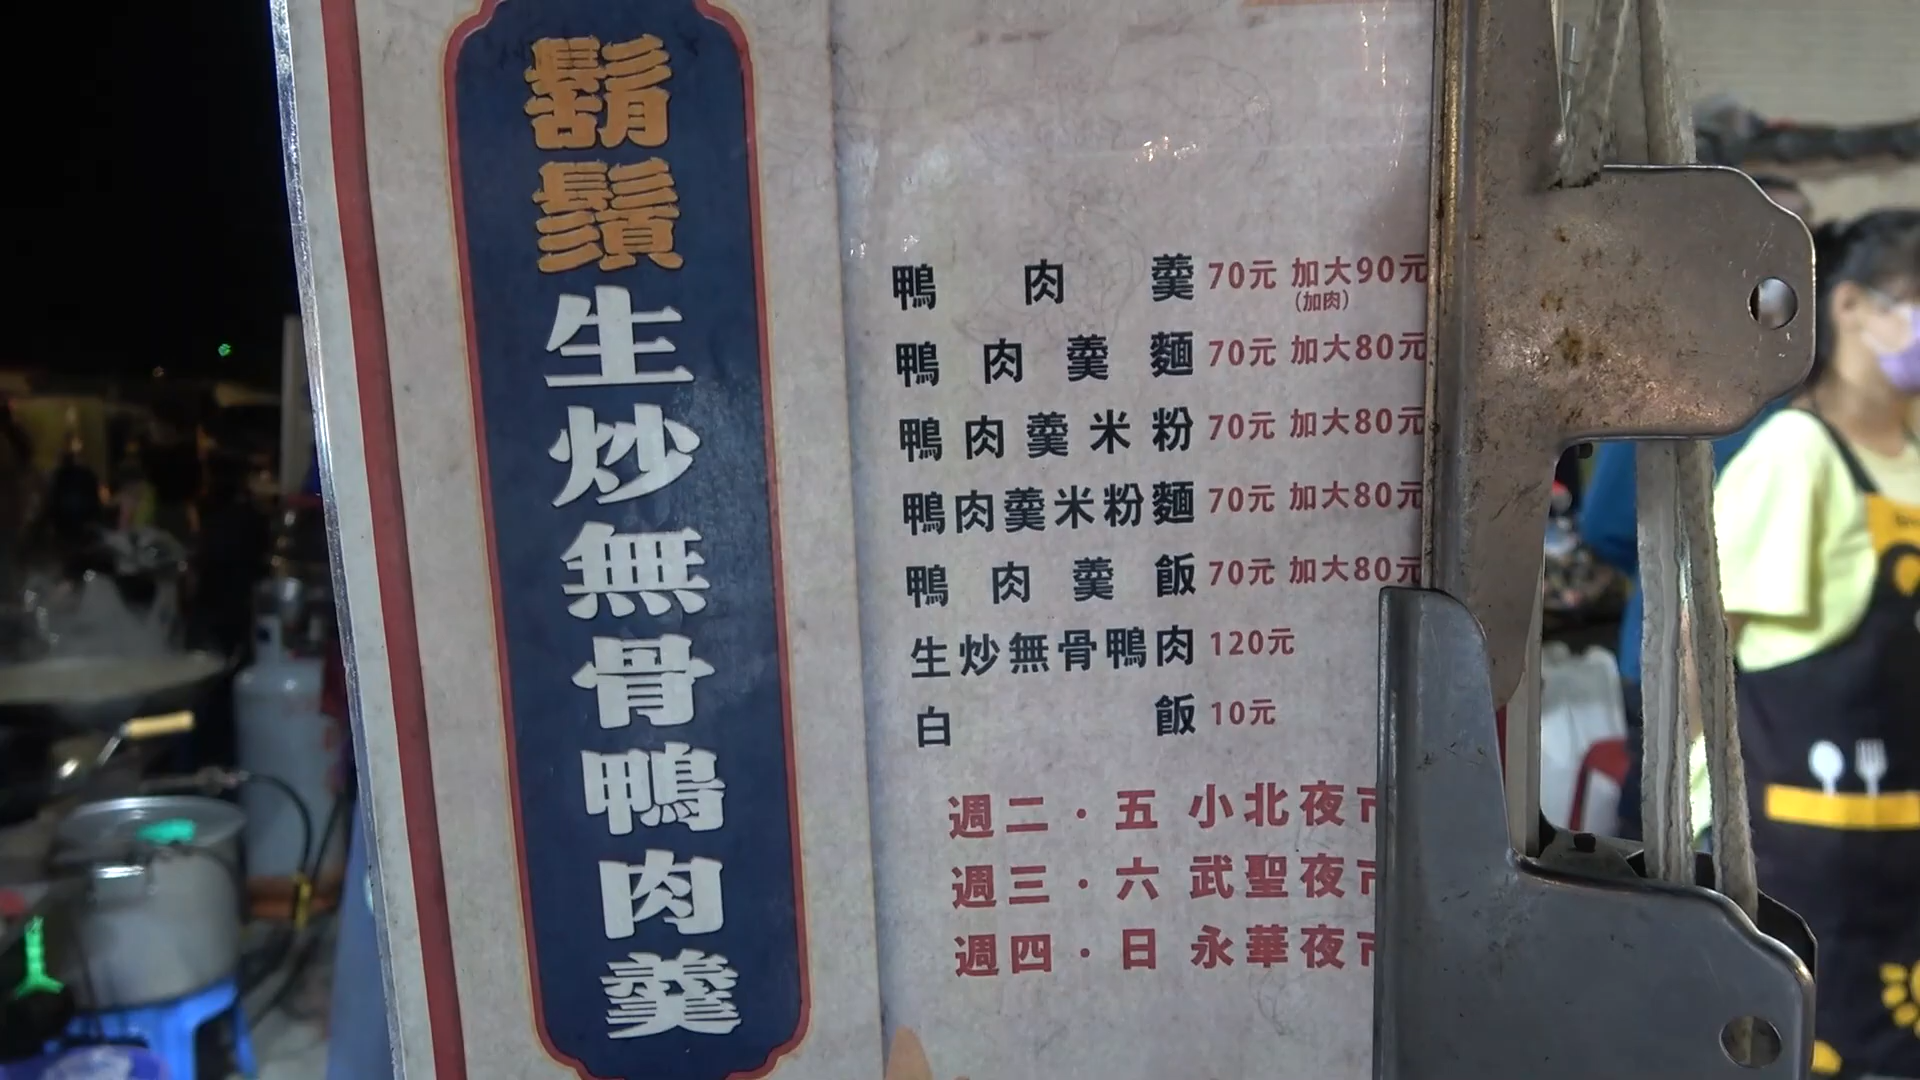 鬍鬚生炒無骨鴨肉羹
鴨肉羹 70元 加大90元
(加肉)
鴨肉羹麵 70元 加大80元
鴨肉羹米粉 70元 加大80元
鴨肉羹米粉麵 70元 加大80元
鴨肉羹飯 70元 加大80元
生炒無骨鴨肉 120元
白飯 10元
週二·五 小北夜市
週三·六 武聖夜市
週四·日 永華夜市